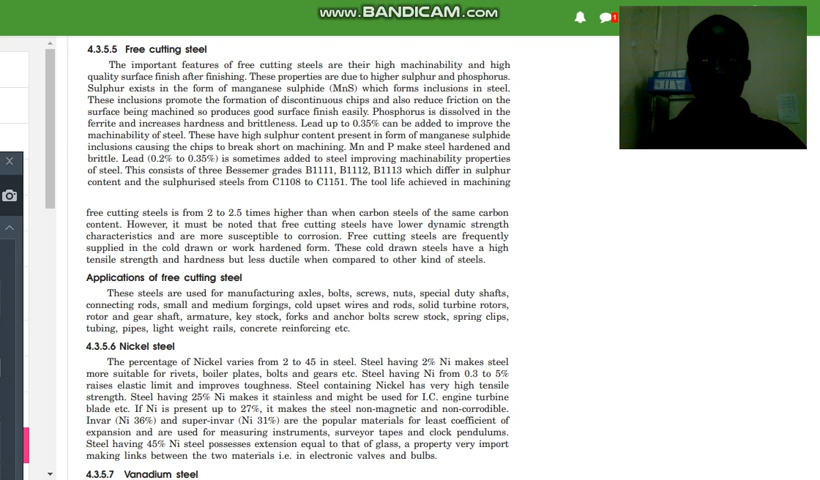 www.BANDICAM.com
1
4.3.5.5 Free cutting steel
The important features of free cutting steels are their high machinability and high
quality surface finish after finishing. These properties are due to higher sulphur and phosphorus.
Sulphur exists in the form of manganese sulphide (MnS) which forms inclusions in steel.
These inclusions promote the formation of discontinuous chips and also reduce friction on the
surface being machined so produces good surface finish easily. Phosphorus is dissolved in the
ferrite and increases hardness and brittleness. Lead up to 0.35% can be added to improve the
machinability of steel. These have high sulphur content present in form of manganese sulphide
inclusions causing the chips to break short on machining. Mn and P make steel hardened and
brittle. Lead (0.2% to 0.35%) is sometimes added to steel improving machinability properties
of steel. This consists of three Bessemer grades B1111, B1112, B1113 which differ in sulphur
content and the sulphurised steels from C1108 to C1151. The tool life achieved in machining
free cutting steels is from 2 to 2.5 times higher than when carbon steels of the same carbon
content. However, it must be noted that free cutting steels have lower dynamic strength
characteristics and are more susceptible to corrosion. Free cutting steels are frequently
supplied in the cold drawn or work hardened form. These cold drawn steels have a high
tensile strength and hardness but less ductile when compared to other kind of steels.
Applications of free cutting steel
These steels are used for manufacturing axles, bolts, screws, nuts, special duty shafts,
connecting rods, small and medium forgings, cold upset wires and rods, solid turbine rotors,
rotor and gear shaft, armature, key stock, forks and anchor bolts screw stock, spring clips,
tubing, pipes, light weight rails, concrete reinforcing etc.
4.3.5.6 Nickel steel
The percentage of Nickel varies from 2 to 45 in steel. Steel having 2% Ni makes steel
more suitable for rivets, boiler plates, bolts and gears etc. Steel having Ni from 0.3 to 5%
raises elastic limit and improves toughness. Steel containing Nickel has very high tensile
strength. Steel having 25% Ni makes it stainless and might be used for I.C. engine turbine
blade etc. If Ni is present up to 27%, it makes the steel non-magnetic and non-corrodible.
Invar (Ni 36%) and super-invar (Ni 31%) are the popular materials for least coefficient of
expansion and are used for measuring instruments, surveyor tapes and clock pendulums.
Steel having 45% Ni steel possesses extension equal to that of glass, a property very import
making links between the two materials i.e. in electronic valves and bulbs.
4.3.5.7 Vanadium steel